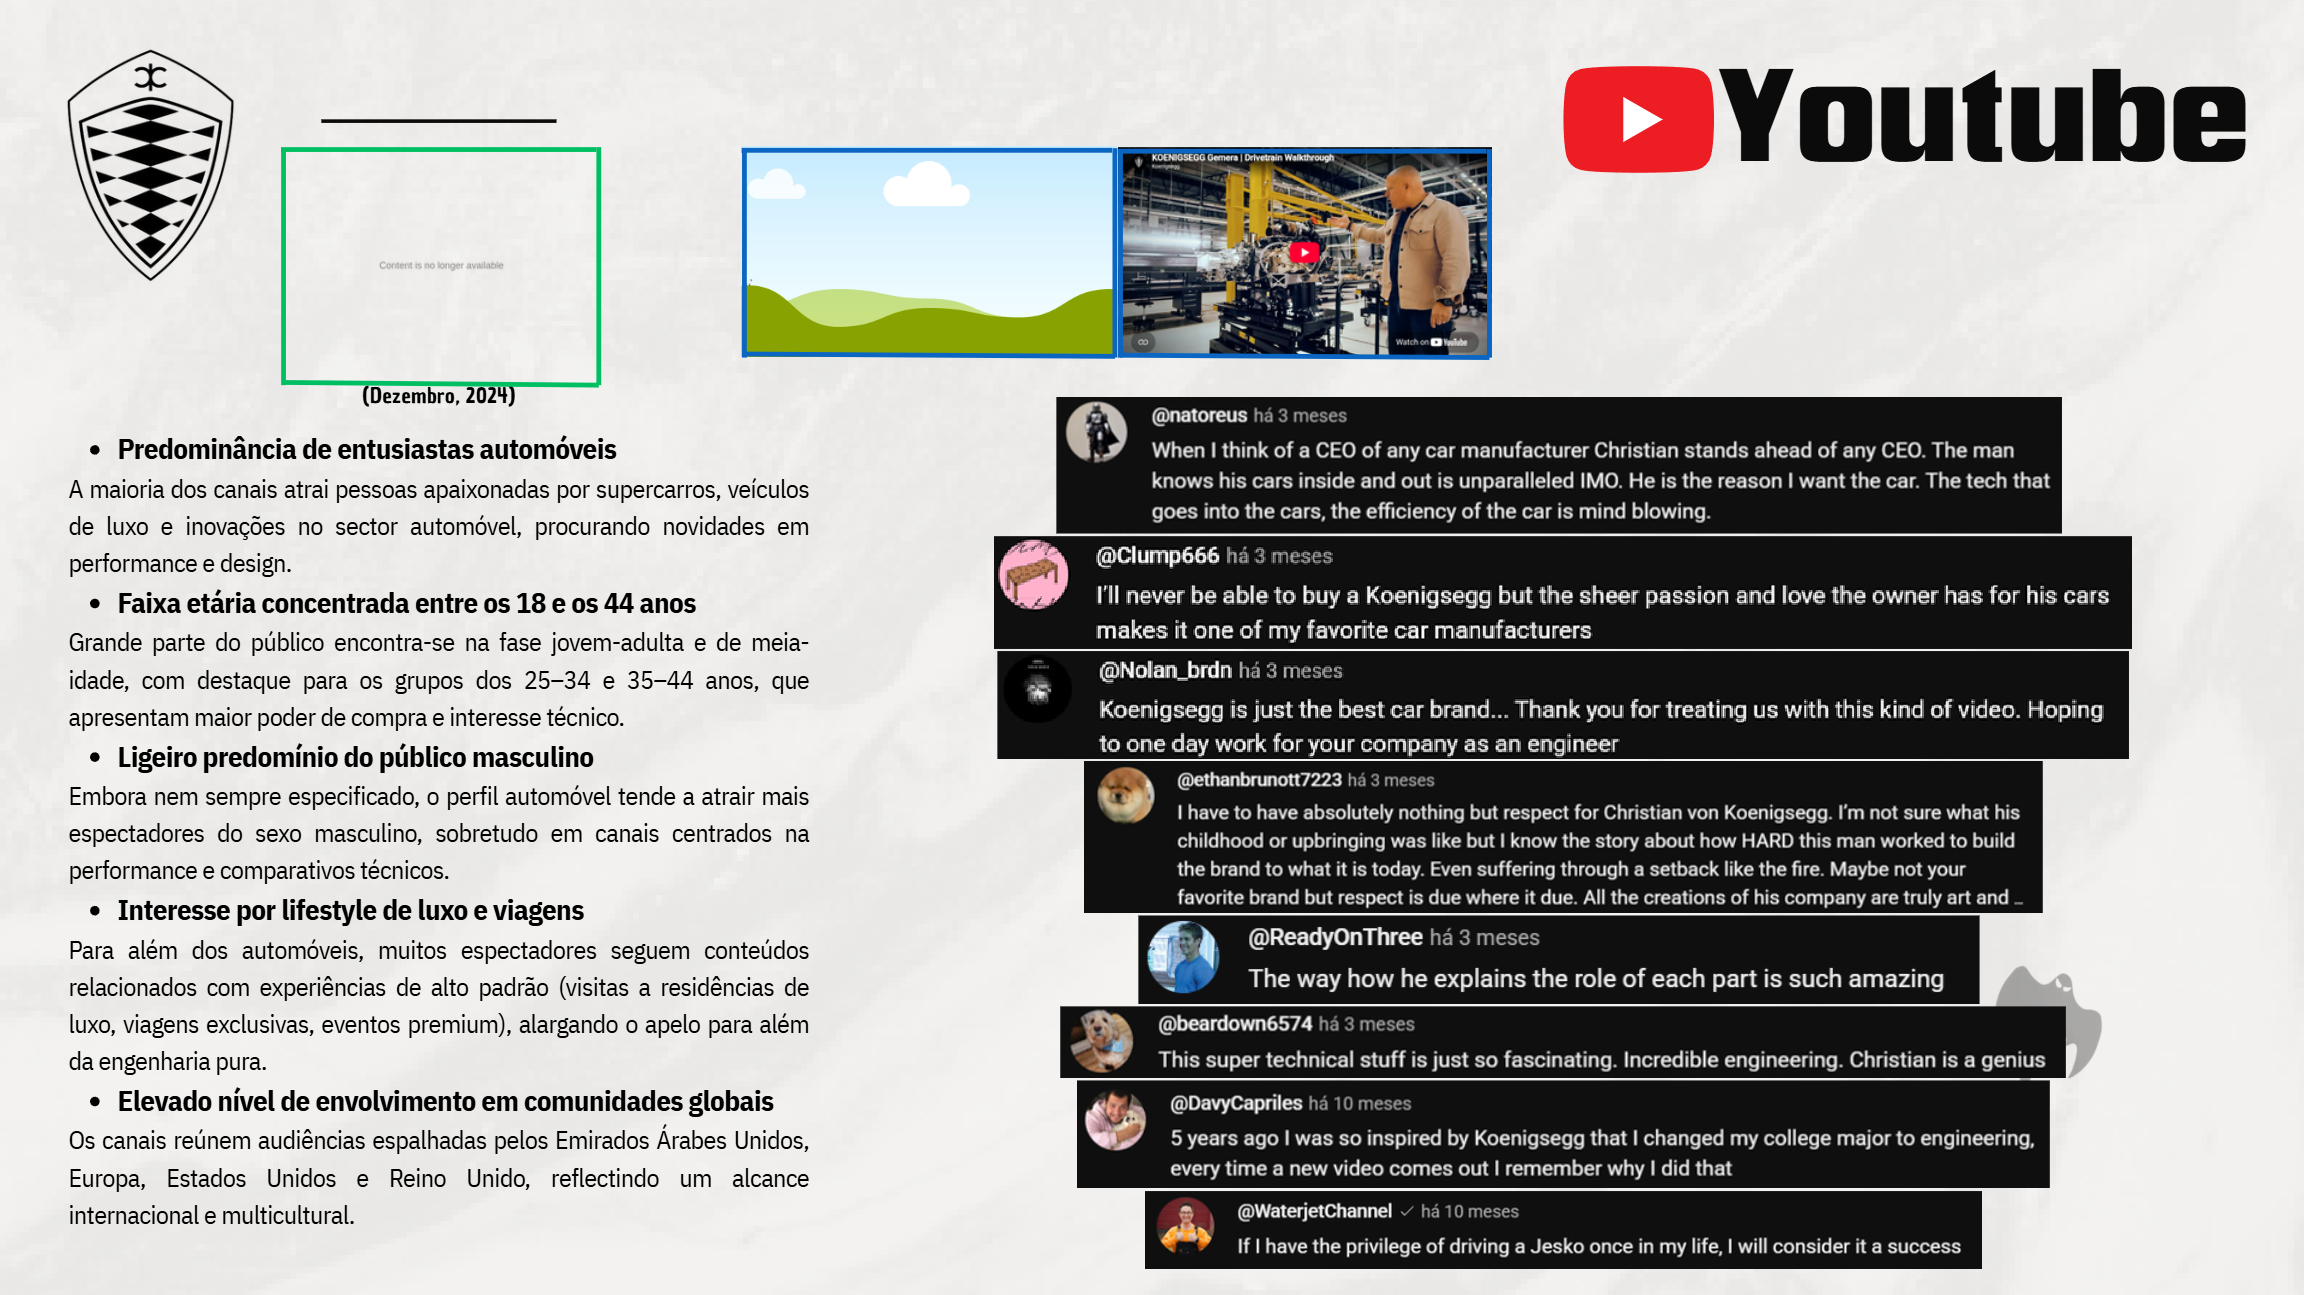 Youtube
Content is no longer available
(Dezembro, 2024)
KOENIGSEGG Gemera | Drivetrain Walkthrough
Koenigsegg
Watch on YouTube
• Predominância de entusiastas automóveis
A maioria dos canais atrai pessoas apaixonadas por supercarros, veículos
de luxo e inovações no sector automóvel, procurando novidades em
performance e design.
• Faixa etária concentrada entre os 18 e os 44 anos
Grande parte do público encontra-se na fase jovem-adulta e de meia-
idade, com destaque para os grupos dos 25–34 e 35–44 anos, que
apresentam maior poder de compra e interesse técnico.
• Ligeiro predomínio do público masculino
Embora nem sempre especificado, o perfil automóvel tende a atrair mais
espectadores do sexo masculino, sobretudo em canais centrados na
performance e comparativos técnicos.
• Interesse por lifestyle de luxo e viagens
Para além dos automóveis, muitos espectadores seguem conteúdos
relacionados com experiências de alto padrão (visitas a residências de
luxo, viagens exclusivas, eventos premium), alargando o apelo para além
da engenharia pura.
• Elevado nível de envolvimento em comunidades globais
Os canais reúnem audiências espalhadas pelos Emirados Árabes Unidos,
Europa, Estados Unidos e Reino Unido, reflectindo um alcance
internacional e multicultural.
@natoreus há 3 meses
When I think of a CEO of any car manufacturer Christian stands ahead of any CEO. The man
knows his cars inside and out is unparalleled IMO. He is the reason I want the car. The tech that
goes into the cars, the efficiency of the car is mind blowing.
@Clump666 há 3 meses
I'll never be able to buy a Koenigsegg but the sheer passion and love the owner has for his cars
makes it one of my favorite car manufacturers
@Nolan_brdn há 3 meses
Koenigsegg is just the best car brand... Thank you for treating us with this kind of video. Hoping
to one day work for your company as an engineer
@ethanbrunott7223 há 3 meses
I have to have absolutely nothing but respect for Christian von Koenigsegg. I'm not sure what his
childhood or upbringing was like but I know the story about how HARD this man worked to build
the brand to what it is today. Even suffering through a setback like the fire. Maybe not your
favorite brand but respect is due where it due. All the creations of his company are truly art and ...
@ReadyOnThree há 3 meses
The way how he explains the role of each part is such amazing
@beardown6574 há 3 meses
This super technical stuff is just so fascinating. Incredible engineering. Christian is a genius
@DavyCapriles há 10 meses
5 years ago I was so inspired by Koenigsegg that I changed my college major to engineering,
every time a new video comes out I remember why I did that
@WaterjetChannel ✓ há 10 meses
If I have the privilege of driving a Jesko once in my life, I will consider it a success